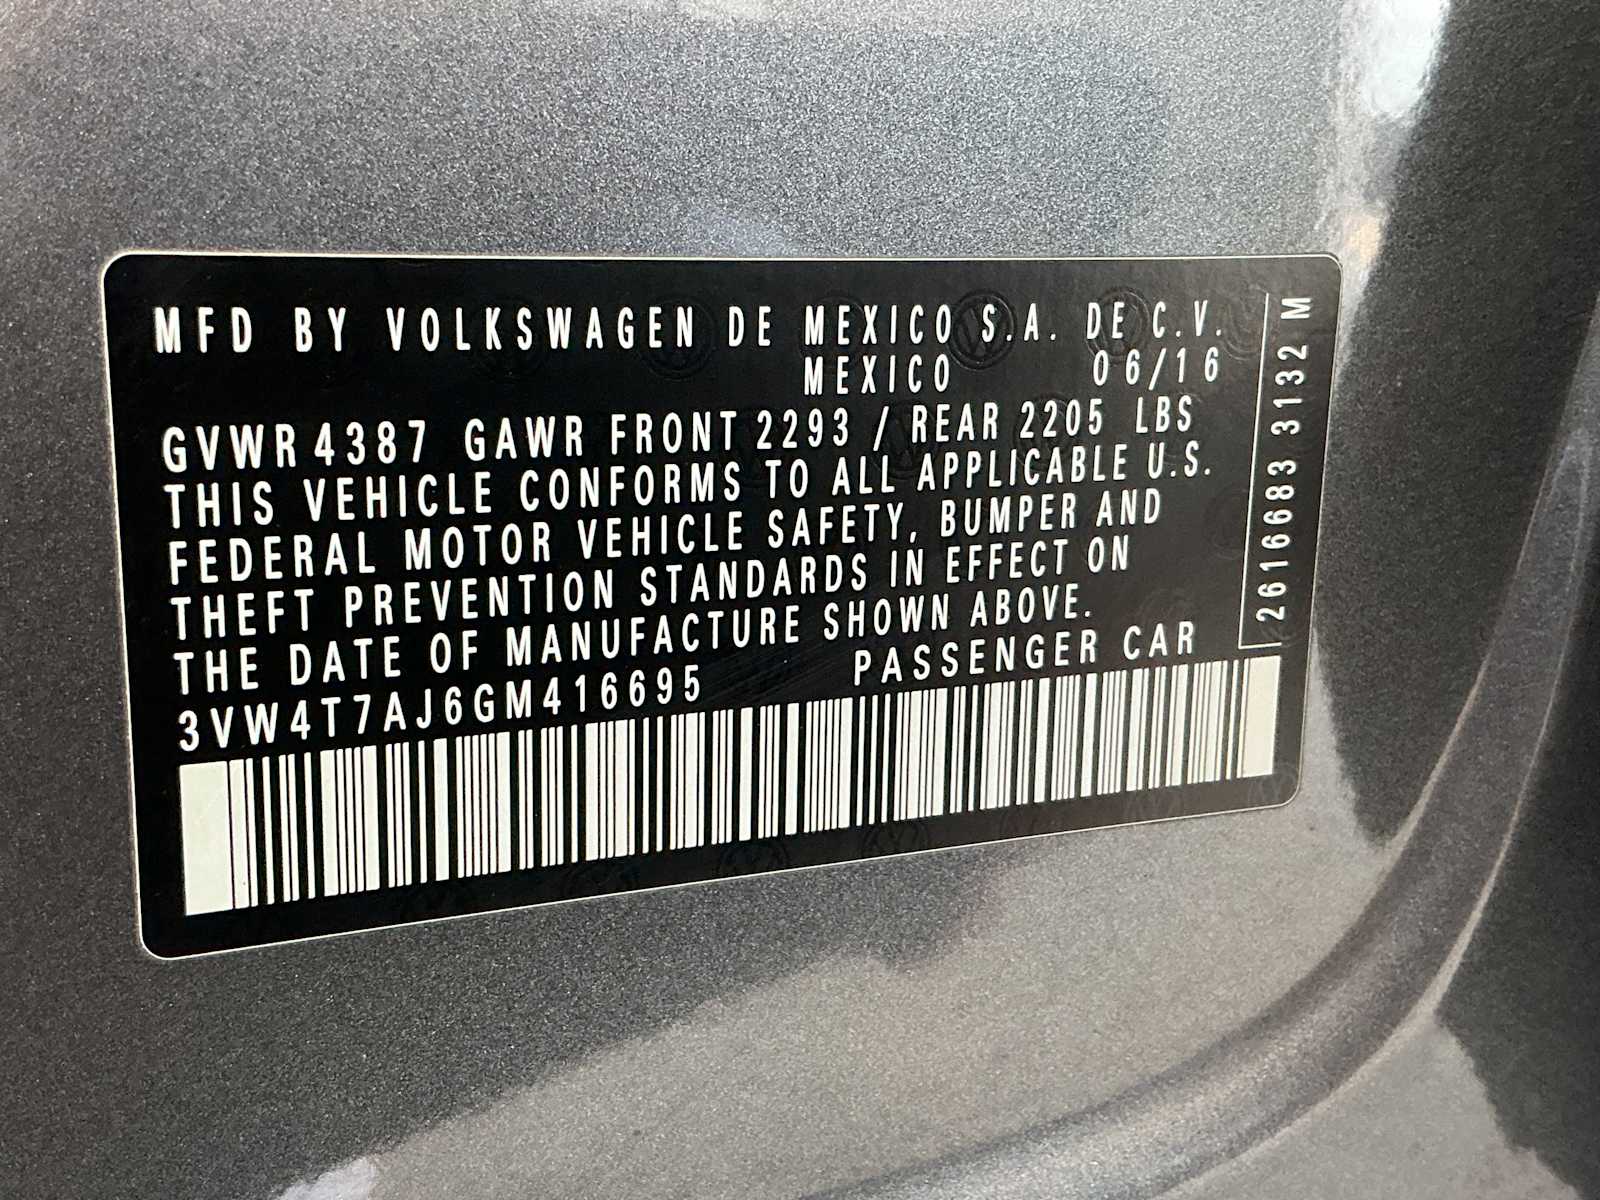 MFD BY VOLKSWAGEN DE MEXICO S.A. DE C.V.
MEXICO 06/16
GVWR 4387 GAWR FRONT 2293 / REAR 2205 LBS
THIS VEHICLE CONFORMS TO ALL APPLICABLE U.S.
FEDERAL MOTOR VEHICLE SAFETY, BUMPER AND
THEFT PREVENTION STANDARDS IN EFFECT ON
THE DATE OF MANUFACTURE SHOWN ABOVE.
3VW4T7AJ6GM416695 PASSENGER CAR
2616683 3132 M